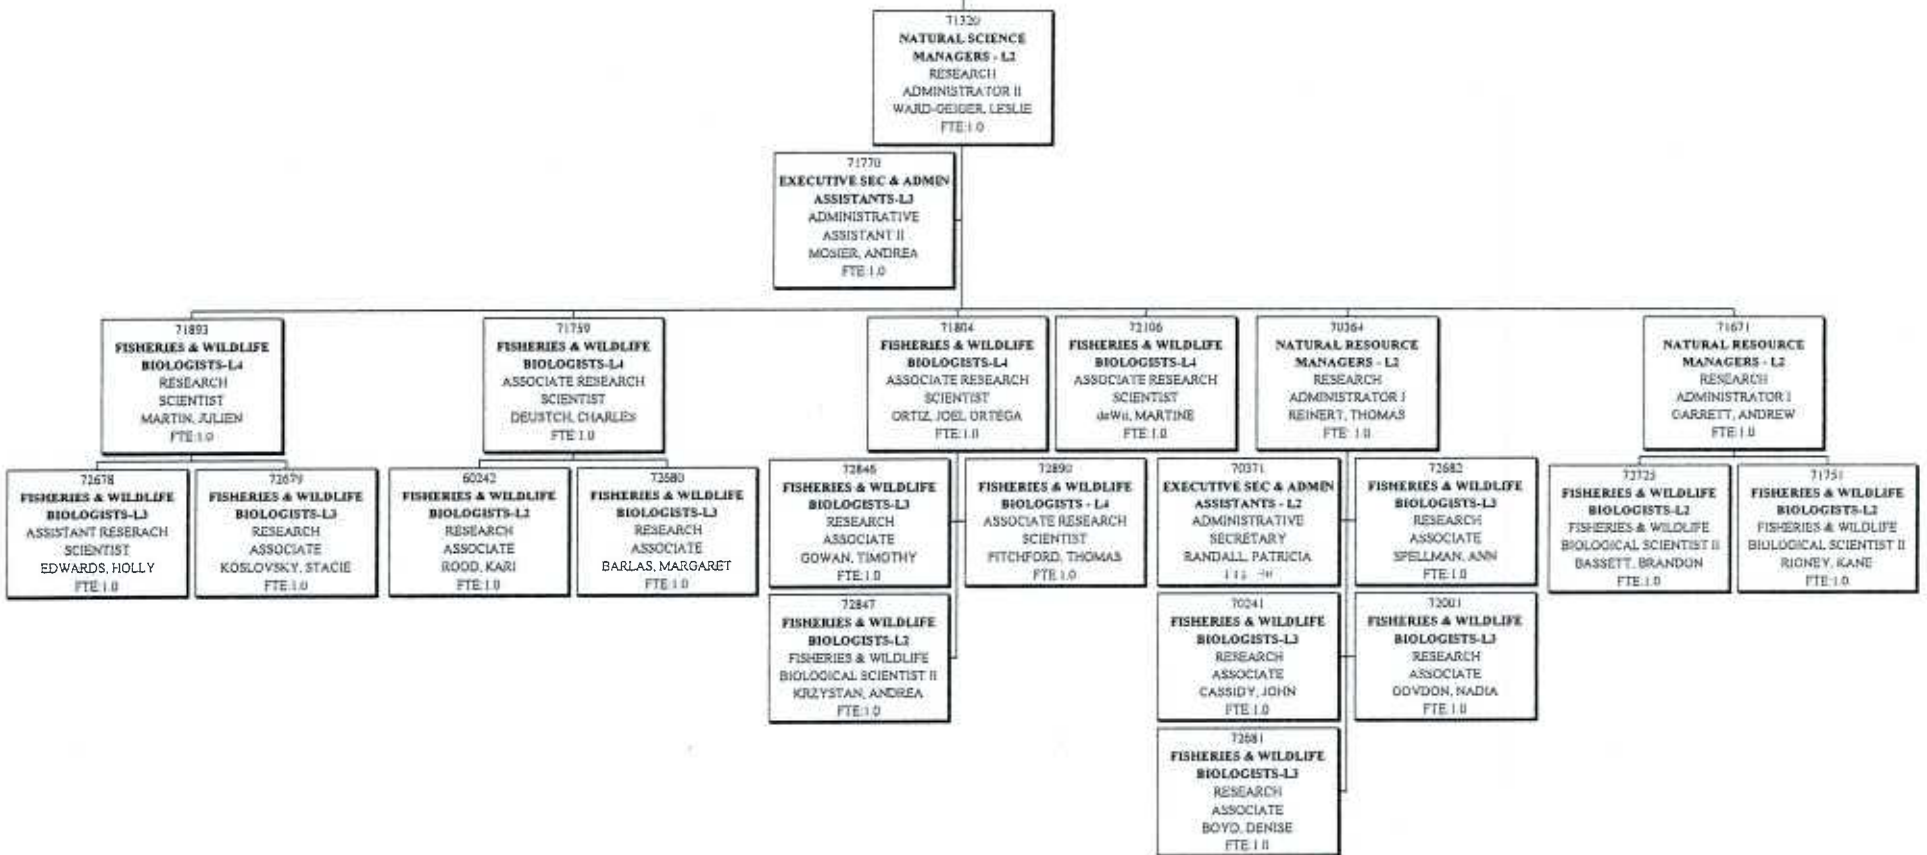 71320
NATURAL SCIENCE
MANAGERS - L2
RESEARCH
ADMINISTRATOR II
WARD-GEIGER, LESLIE
FTE:1.0
71770
EXECUTIVE SEC & ADMIN
ASSISTANTS-L3
ADMINISTRATIVE
ASSISTANT II
MOSIER, ANDREA
FTE:1.0
71893
FISHERIES & WILDLIFE
BIOLOGISTS-L4
RESEARCH
SCIENTIST
MARTIN, JULIEN
FTE:1.0
71759
FISHERIES & WILDLIFE
BIOLOGISTS-L4
ASSOCIATE RESEARCH
SCIENTIST
DEUSTCH, CHARLES
FTE:1.0
71804
FISHERIES & WILDLIFE
BIOLOGISTS-L4
ASSOCIATE RESEARCH
SCIENTIST
ORTIZ, JOEL ORTEGA
FTE:1.0
72106
FISHERIES & WILDLIFE
BIOLOGISTS-L4
ASSOCIATE RESEARCH
SCIENTIST
deWit, MARTINE
FTE:1.0
70364
NATURAL RESOURCE
MANAGERS - L2
RESEARCH
ADMINISTRATOR I
REINERT, THOMAS
FTE: 1.0
71671
NATURAL RESOURCE
MANAGERS - L2
RESEARCH
ADMINISTRATOR I
GARRETT, ANDREW
FTE:1.0
72678
FISHERIES & WILDLIFE
BIOLOGISTS-L3
ASSISTANT RESERACH
SCIENTIST
EDWARDS, HOLLY
FTE:1.0
72679
FISHERIES & WILDLIFE
BIOLOGISTS-L3
RESEARCH
ASSOCIATE
KOSLOVSKY, STACIE
FTE:1.0
60242
FISHERIES & WILDLIFE
BIOLOGISTS-L2
RESEARCH
ASSOCIATE
ROOD, KARI
FTE:1.0
72680
FISHERIES & WILDLIFE
BIOLOGISTS-L3
RESEARCH
ASSOCIATE
BARLAS, MARGARET
FTE:1.0
72846
FISHERIES & WILDLIFE
BIOLOGISTS-L3
RESEARCH
ASSOCIATE
GOWAN, TIMOTHY
FTE:1.0
72890
FISHERIES & WILDLIFE
BIOLOGISTS - L4
ASSOCIATE RESEARCH
SCIENTIST
PITCHFORD, THOMAS
FTE:1.0
70371
EXECUTIVE SEC & ADMIN
ASSISTANTS - L2
ADMINISTRATIVE
SECRETARY
RANDALL, PATRICIA
72682
FISHERIES & WILDLIFE
BIOLOGISTS-L3
RESEARCH
ASSOCIATE
SPELLMAN, ANN
FTE:1.0
72725
FISHERIES & WILDLIFE
BIOLOGISTS-L2
FISHERIES & WILDLIFE
BIOLOGICAL SCIENTIST II
BASSETT, BRANDON
FTE:1.0
71751
FISHERIES & WILDLIFE
BIOLOGISTS-L2
FISHERIES & WILDLIFE
BIOLOGICAL SCIENTIST II
KANE
FTE:1.0
72847
FISHERIES & WILDLIFE
BIOLOGISTS-L2
FISHERIES & WILDLIFE
BIOLOGICAL SCIENTIST II
KRZYSTAN, ANDREA
FTE:1.0
70241
FISHERIES & WILDLIFE
BIOLOGISTS-L3
RESEARCH
ASSOCIATE
CASSIDY, JOHN
FTE:1.0
72001
FISHERIES & WILDLIFE
BIOLOGISTS-L3
RESEARCH
ASSOCIATE
NADIA
FTE:1.0
72681
FISHERIES & WILDLIFE
BIOLOGISTS-L3
RESEARCH
ASSOCIATE
BOYD, DENISE
FTE:1.0